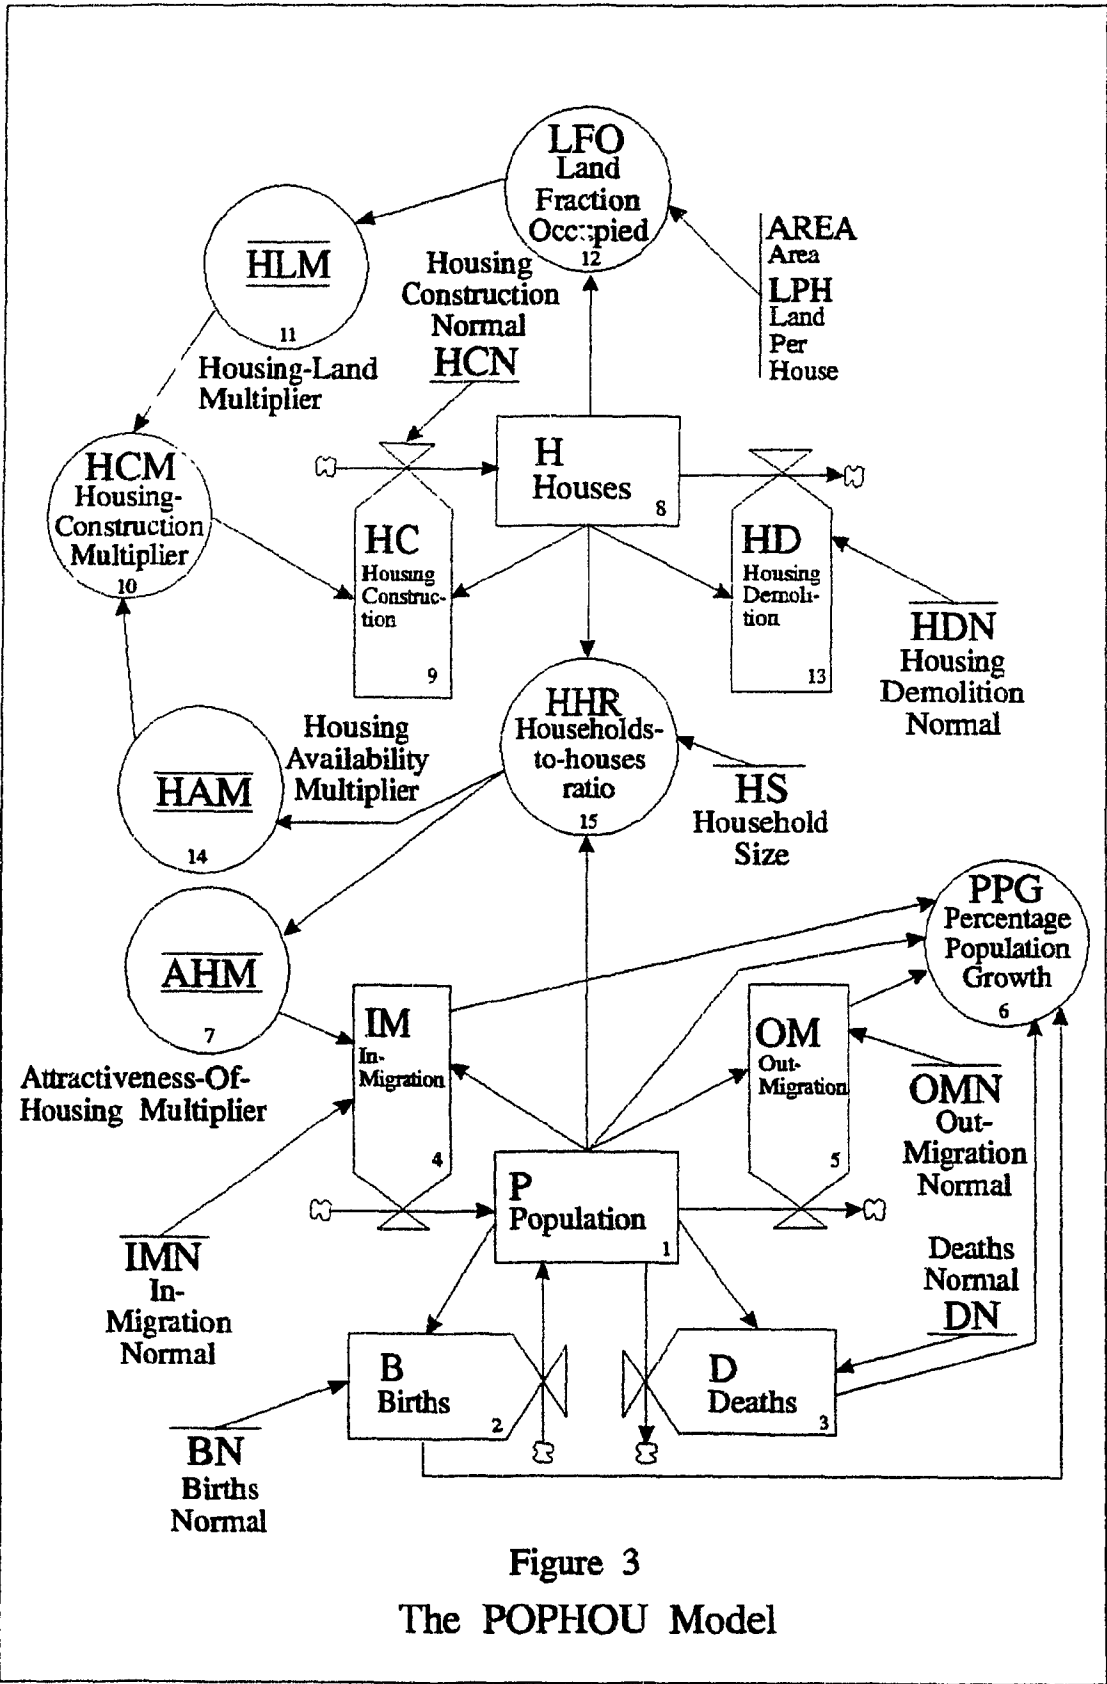 LFO
Land
Fraction
Occupied
12
AREA
Area
LPH
Land
Per
House
HLM
11
Housing-Land
Multiplier
Housing
Construction
Normal
HCN
HCM
Housing-
Construction
Multiplier
10
H
Houses
8
HC
Housing
Construc-
tion
9
HD
Housing
Demoli-
tion
13
HDN
Housing
Demolition
Normal
HHR
Households-
to-houses
ratio
15
Housing
Availability
Multiplier
HAM
14
HS
Household
Size
AHM
7
Attractiveness-Of-
Housing Multiplier
PPG
Percentage
Population
Growth
6
IM
In-
Migration
4
OM
Out-
Migration
5
OMN
Out-
Migration
Normal
P
Population
1
IMN
In-
Migration
Normal
Deaths
Normal
DN
B
Births
2
D
Deaths
3
BN
Births
Normal
Figure 3
The POPHOU Model